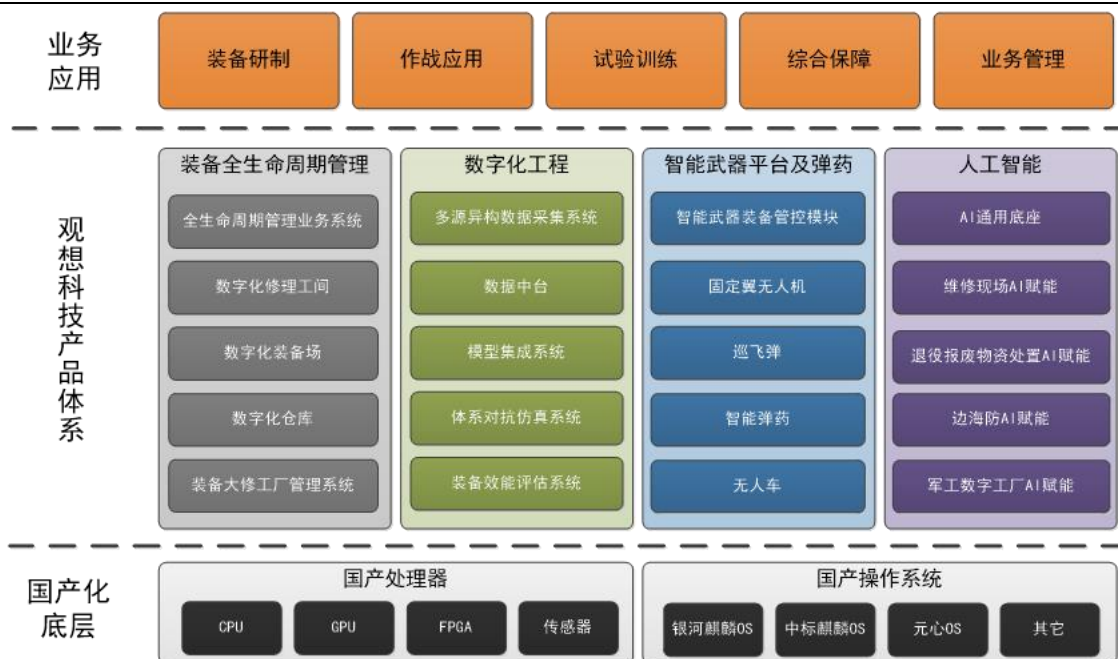 业务
应用
装备研制
作战应用
试验训练
综合保障
业务管理
观想科技产品体系
装备全生命周期管理
全生命周期管理业务系统
数字化修理工间
数字化装备场
数字化仓库
装备大修工厂管理系统
数字化工程
多源异构数据采集系统
数据中台
模型集成系统
体系对抗仿真系统
装备效能评估系统
智能武器平台及弹药
智能武器装备管控模块
固定翼无人机
巡飞弹
智能弹药
无人车
人工智能
AI通用底座
维修现场AI赋能
退役报废物资处置AI赋能
边海防AI赋能
军工数字工厂AI赋能
国产化
底层
国产处理器
CPU
GPU
FPGA
传感器
国产操作系统
银河麒麟OS
中标麒麟OS
元心OS
其它